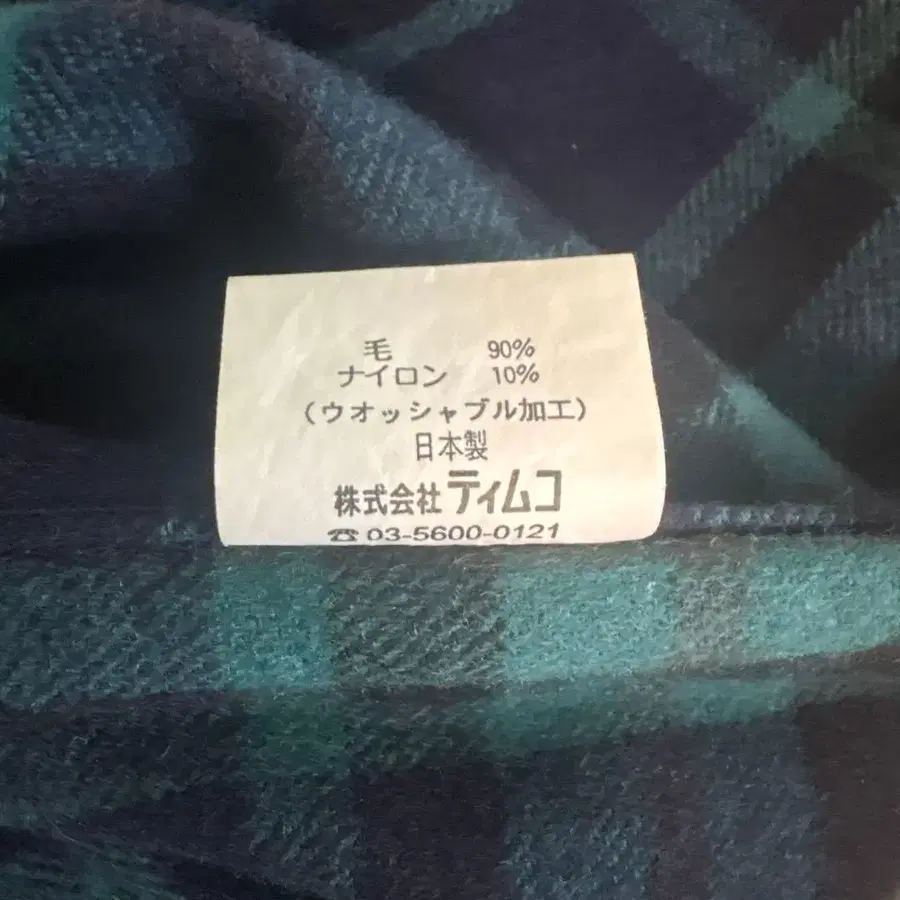 毛 90%
ナイロン 10%
(ウオッシャブル加工)
日本製
株式会社ティムコ
☎03-5600-0121